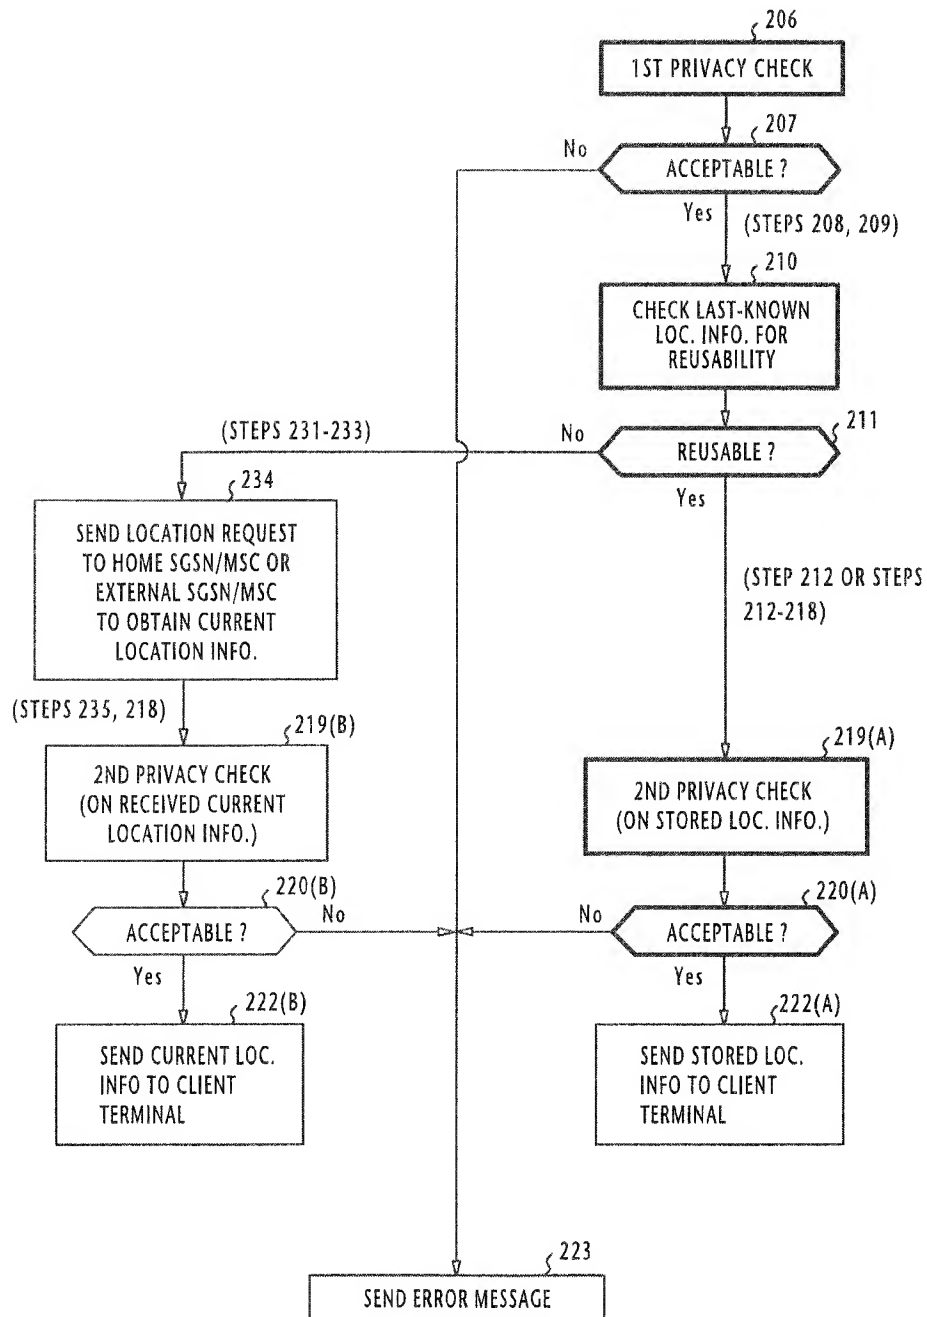 206
1ST PRIVACY CHECK
207
No
ACCEPTABLE ?
Yes
(STEPS 208, 209)
210
CHECK LAST-KNOWN
LOC. INFO. FOR
REUSABILITY
211
(STEPS 231-233)
No
REUSABLE ?
Yes
234
SEND LOCATION REQUEST
TO HOME SGSN/MSC OR
EXTERNAL SGSN/MSC
TO OBTAIN CURRENT
LOCATION INFO.
(STEP 212 OR STEPS
212-218)
(STEPS 235, 218)
219(B)
2ND PRIVACY CHECK
(ON RECEIVED CURRENT
LOCATION INFO.)
219(A)
2ND PRIVACY CHECK
(ON STORED LOC. INFO.)
220(B)
ACCEPTABLE ?
No
Yes
220(A)
No
ACCEPTABLE ?
Yes
222(B)
SEND CURRENT LOC.
INFO TO CLIENT
TERMINAL
222(A)
SEND STORED LOC.
INFO TO CLIENT
TERMINAL
223
SEND ERROR MESSAGE